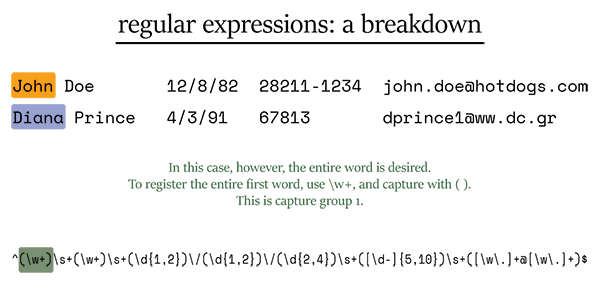 regular expressions: a breakdown
John Doe 12/8/82 28211-1234 john.doe@hotdogs.com
Diana Prince 4/3/91 67813 dprince1@ww.dc.gr
In this case, however, the entire word is desired.
To register the entire first word, use \w+, and capture with ( ).
This is capture group 1.
^(\w+)\s+(\w+)\s+(\d{1,2})\/(\d{1,2})\/(\d{2,4})\s+([\d-]{5,10})\s+([\w\.]+@[\w\.]+)$